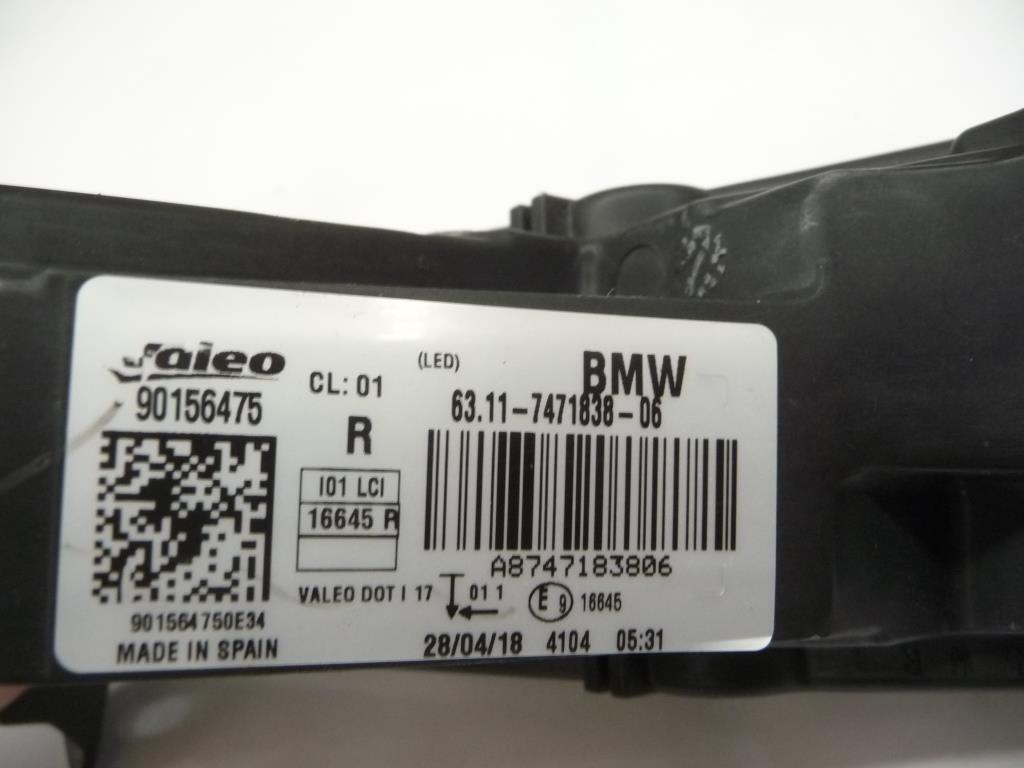 Valeo
90156475
901564750E34
MADE IN SPAIN
CL: 01
R
I01 LCI
16645 R
(LED)
BMW
63.11-7471838-06
A8747183806
VALEO DOT I 17
01 1
E 9
16645
28/04/18 4104 05:31